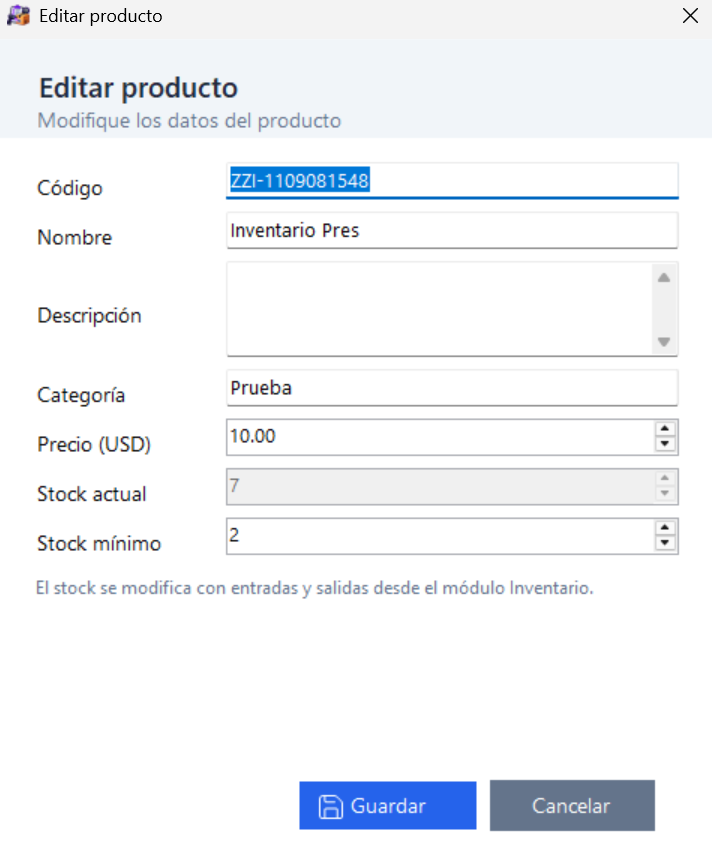 Editar producto
Editar producto
Modifique los datos del producto
Código ZZI-1109081548
Nombre Inventario Pres
Descripción
Categoría Prueba
Precio (USD) 10.00
Stock actual 7
Stock mínimo 2
El stock se modifica con entradas y salidas desde el módulo Inventario.
Guardar Cancelar